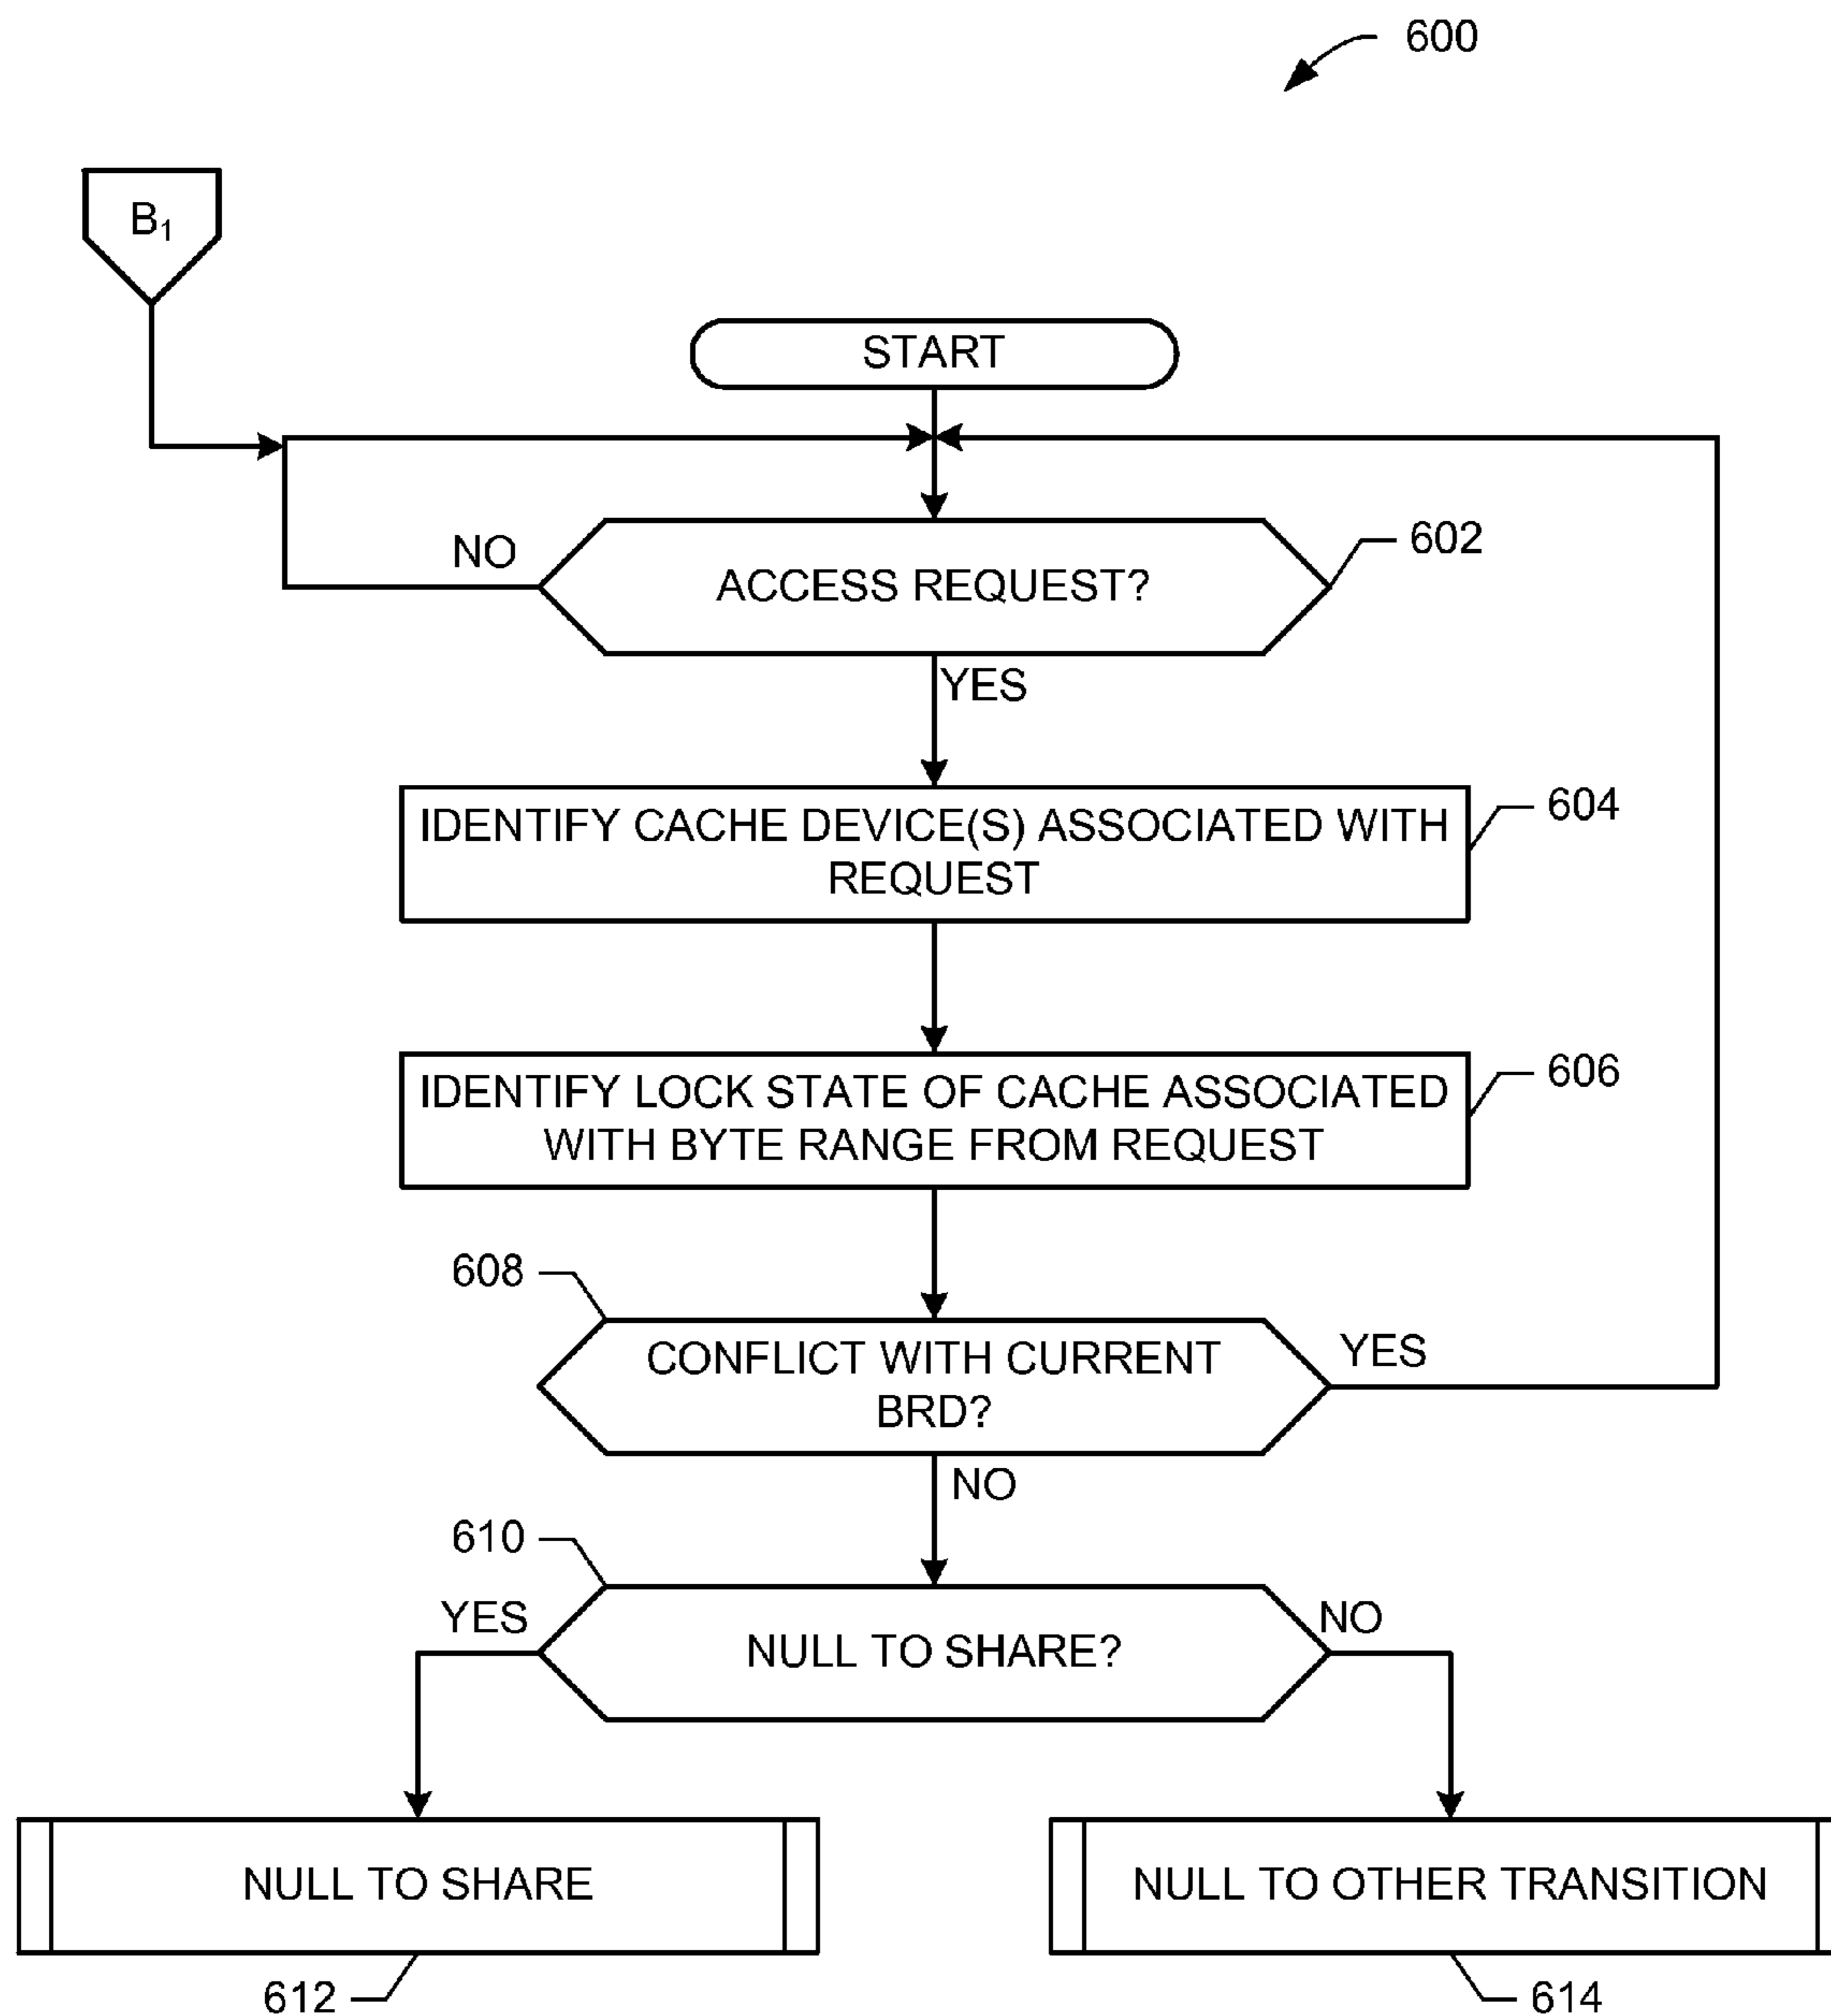 600
B₁
START
NO
ACCESS REQUEST?
602
YES
IDENTIFY CACHE DEVICE(S) ASSOCIATED WITH
REQUEST
604
IDENTIFY LOCK STATE OF CACHE ASSOCIATED
WITH BYTE RANGE FROM REQUEST
606
608
CONFLICT WITH CURRENT
BRD?
YES
NO
610
YES
NULL TO SHARE?
NO
NULL TO SHARE
NULL TO OTHER TRANSITION
612
614